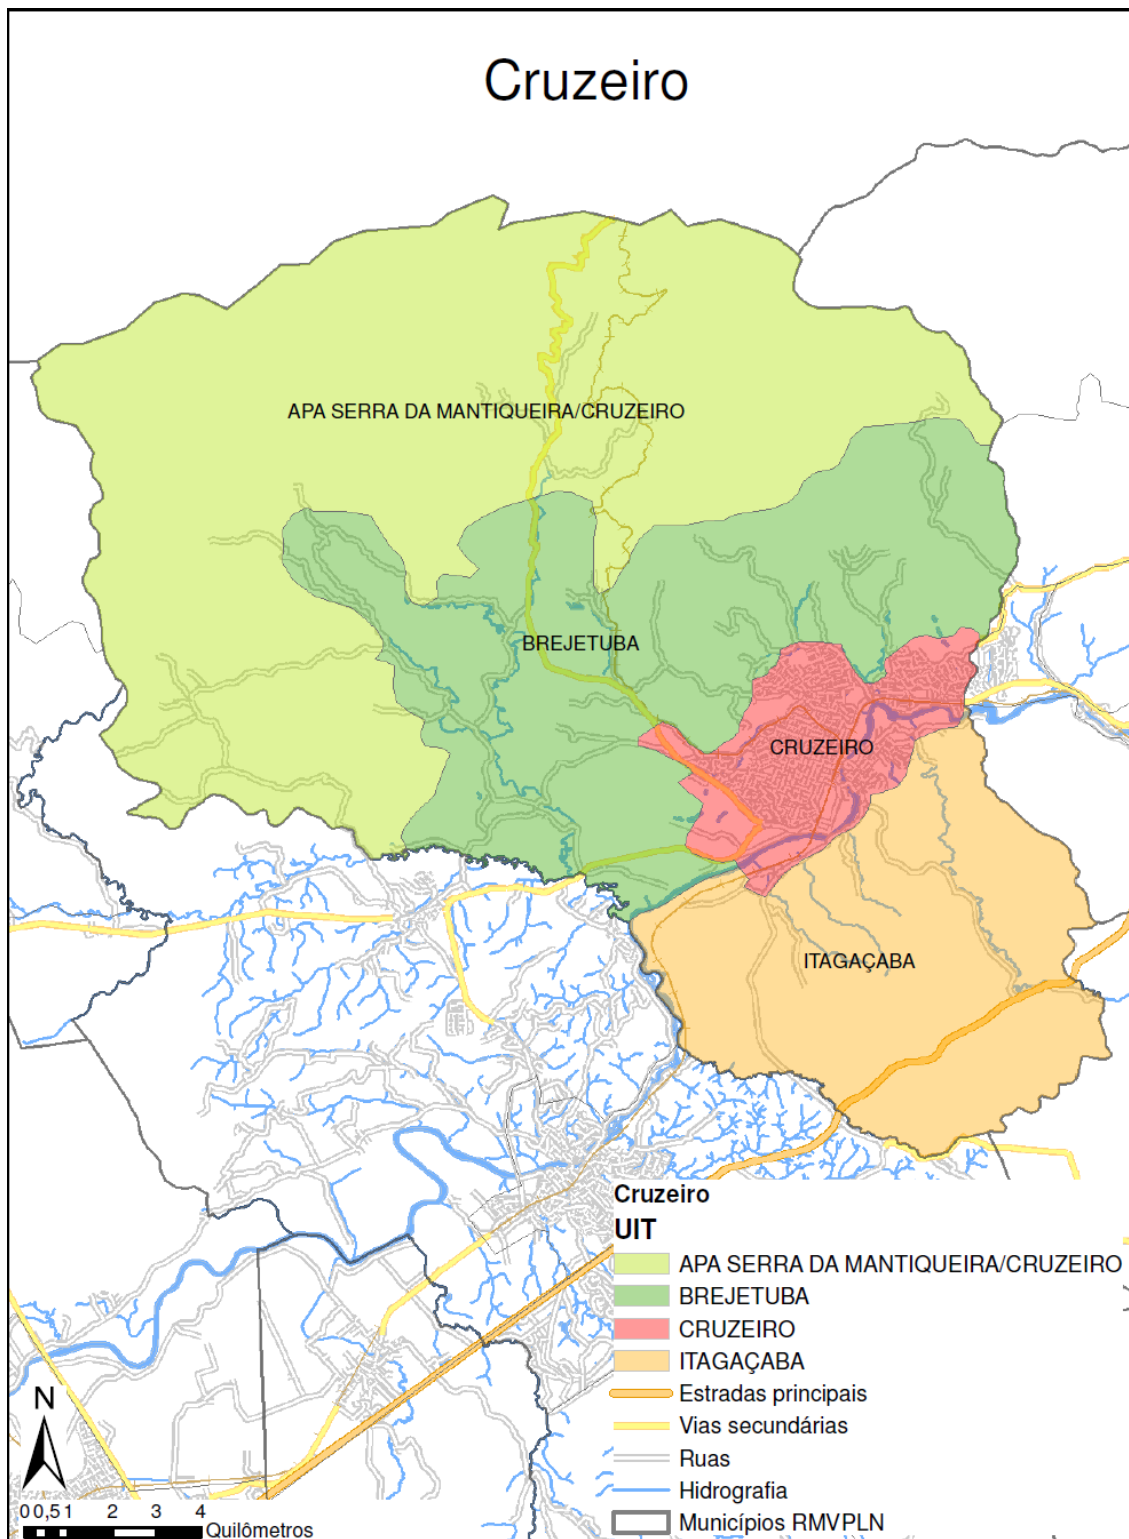 Cruzeiro
APA SERRA DA MANTIQUEIRA/CRUZEIRO
BREJETUBA
CRUZEIRO
ITAGAÇABA
Cruzeiro
UIT
APA SERRA DA MANTIQUEIRA/CRUZEIRO
BREJETUBA
CRUZEIRO
ITAGAÇABA
Estradas principais
Vias secundárias
Ruas
Hidrografia
Municípios RMVPLN
N
0 0,5 1 2 3 4
Quilômetros